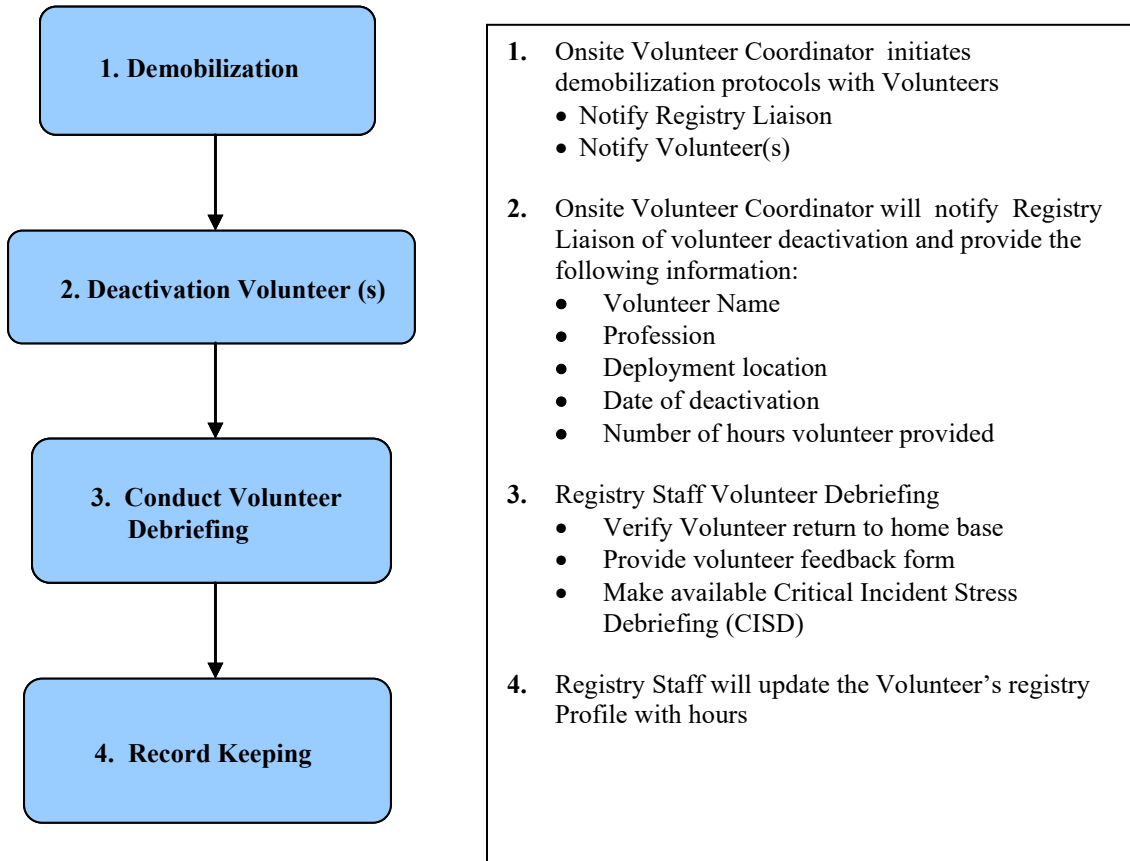 1. Demobilization
2. Deactivation Volunteer (s)
3. Conduct Volunteer
Debriefing
4. Record Keeping
1. Onsite Volunteer Coordinator initiates
demobilization protocols with Volunteers
• Notify Registry Liaison
• Notify Volunteer(s)
2. Onsite Volunteer Coordinator will notify Registry
Liaison of volunteer deactivation and provide the
following information:
• Volunteer Name
• Profession
• Deployment location
• Date of deactivation
• Number of hours volunteer provided
3. Registry Staff Volunteer Debriefing
• Verify Volunteer return to home base
• Provide volunteer feedback form
• Make available Critical Incident Stress
Debriefing (CISD)
4. Registry Staff will update the Volunteer’s registry
Profile with hours